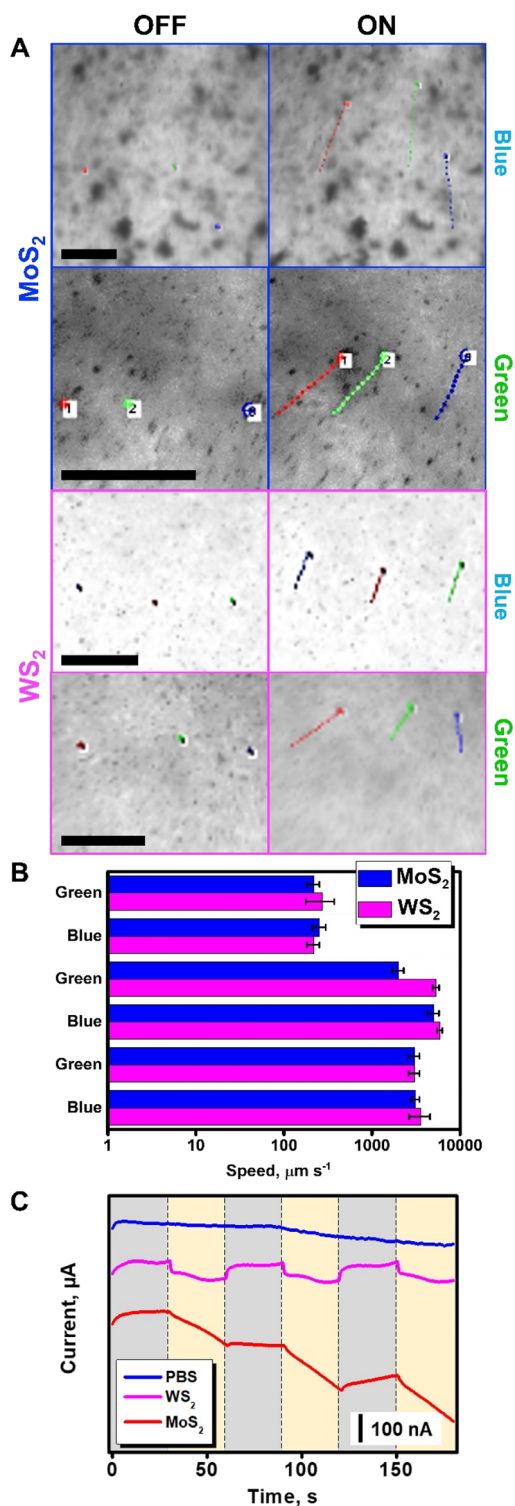 OFF ON
A
MoS2
Blue
1 2 1 2
Green
WS2
Blue
Green
B
MoS2
WS2
Green
Blue
Green
Blue
Green
Blue
1 10 100 1000 10000
Speed, μm s-1
C
Current, μA
PBS
WS2
MoS2
100 nA
0 50 100 150
Time, s